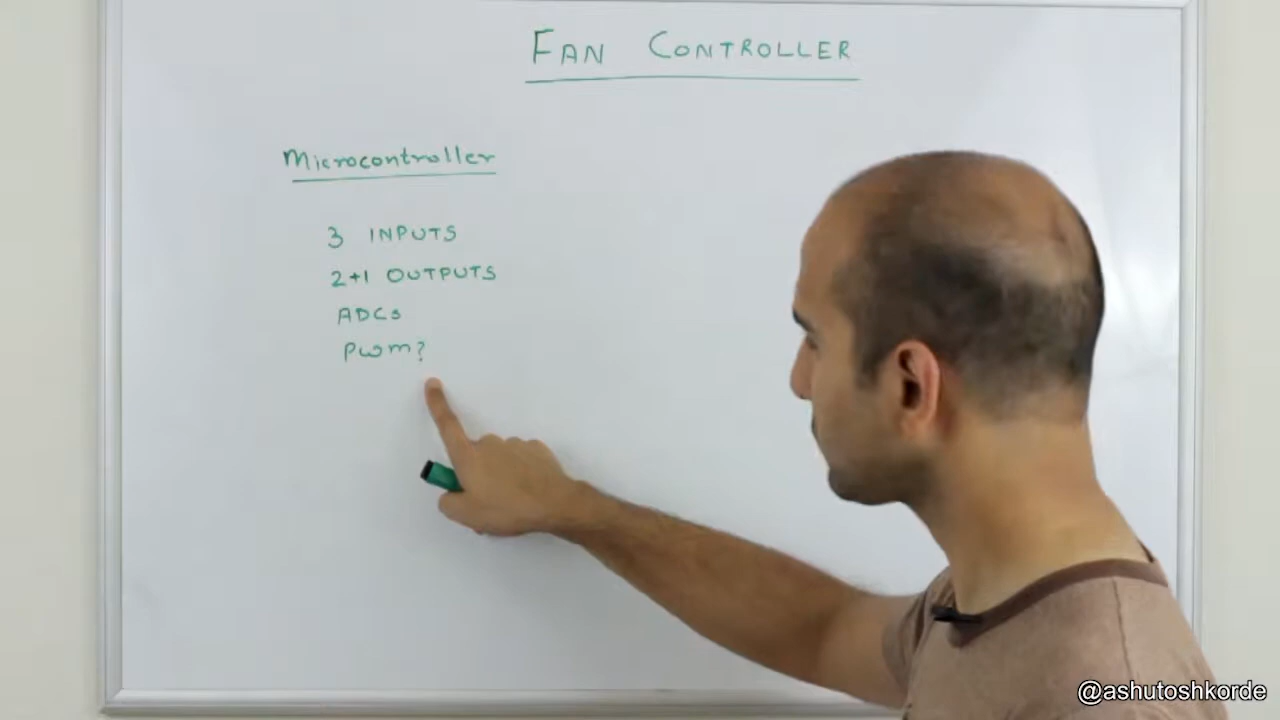 FAN CONTROLLER
Microcontroller
3 INPUTS
2+1 OUTPUTS
ADCs
PWM?
@ashutoshkorde